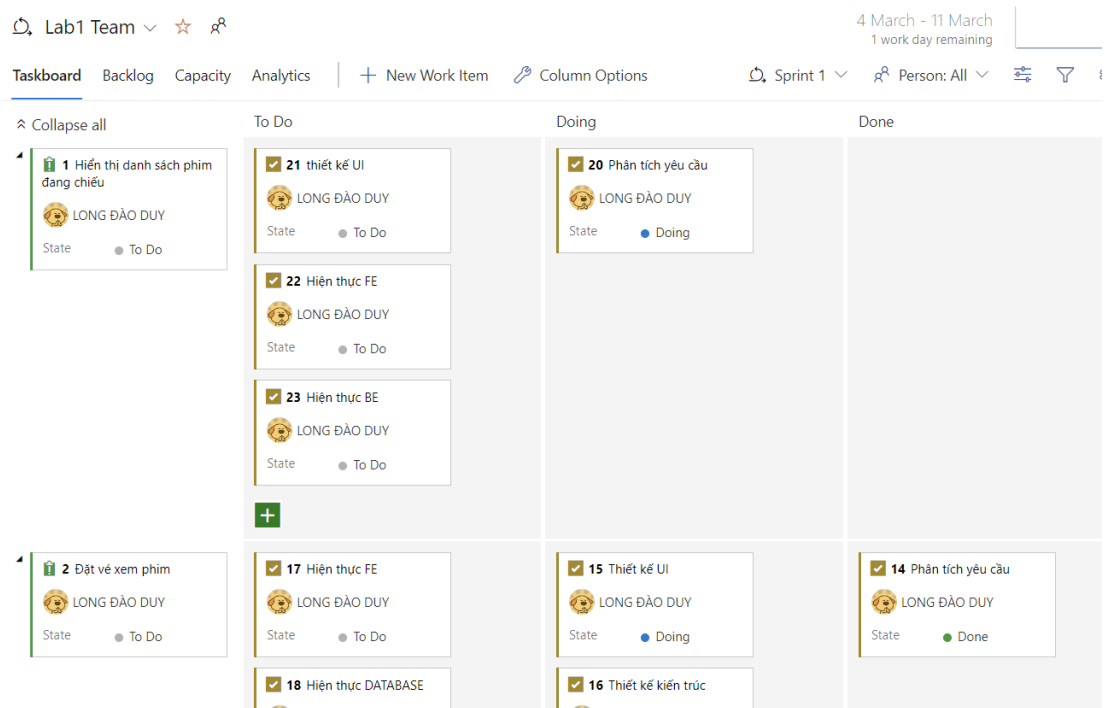 Lab1 Team
4 March - 11 March
1 work day remaining
Taskboard Backlog Capacity Analytics New Work Item Column Options Sprint 1 Person: All
Collapse all To Do Doing Done
1 Hiển thị danh sách phim
đang chiếu
LONG ĐÀO DUY
State To Do
21 thiết kế UI
LONG ĐÀO DUY
State To Do
22 Hiện thực FE
LONG ĐÀO DUY
State To Do
23 Hiện thực BE
LONG ĐÀO DUY
State To Do
20 Phân tích yêu cầu
LONG ĐÀO DUY
State Doing
2 Đặt vé xem phim
LONG ĐÀO DUY
State To Do
17 Hiện thực FE
LONG ĐÀO DUY
State To Do
18 Hiện thực DATABASE
15 Thiết kế UI
LONG ĐÀO DUY
State Doing
16 Thiết kế kiến trúc
14 Phân tích yêu cầu
LONG ĐÀO DUY
State Done